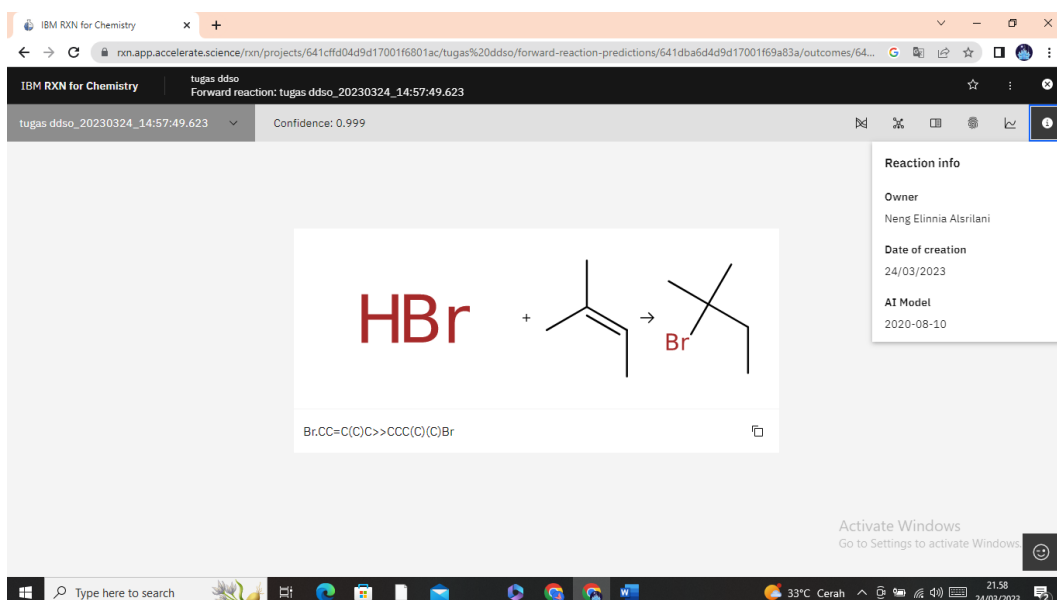 IBM RXN for Chemistry
rxn.app.accelerate.science/rxn/projects/641cffd04d9d17001f6801ac/tugas%20ddso/forward-reaction-predictions/641dba6d4d9d17001f69a83a/outcomes/64...
IBM RXN for Chemistry
tugas ddso
Forward reaction: tugas ddso_20230324_14:57:49.623
tugas ddso_20230324_14:57:49.623
Confidence: 0.999
Reaction info
Owner
Neng Elinnia Alsrilani
Date of creation
24/03/2023
AI Model
2020-08-10
HBr
+
→
Br
Br.CC=C(C)C>>CCC(C)(C)Br
Activate Windows
Go to Settings to activate Windows.
Type here to search
33°C Cerah
21.58
24/03/2023